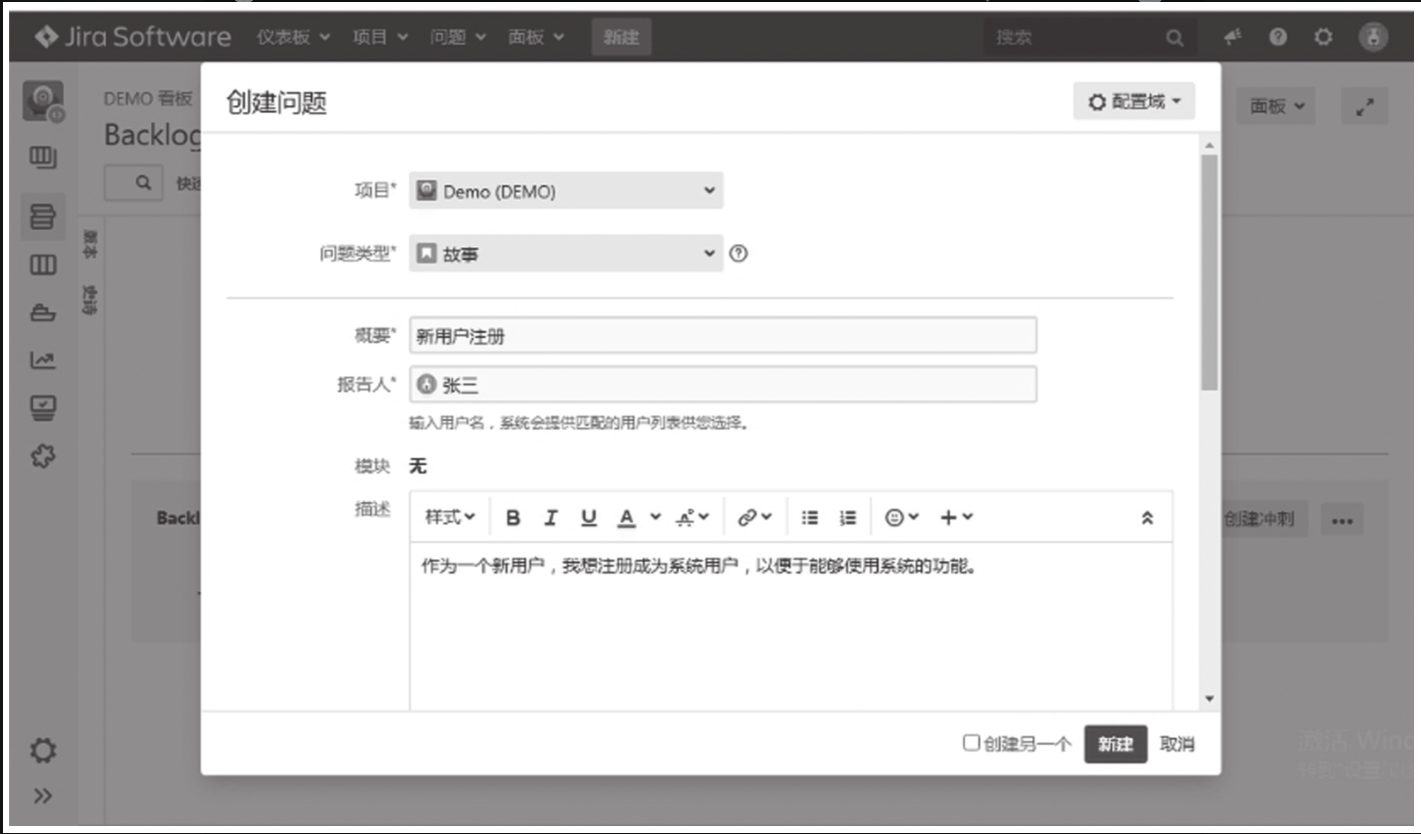 Jira Software 仪表板 项目 问题 面板 新建 搜索
DEMO 看板
Backlog
面板
版本
史诗
Backl
创建冲刺
创建问题
配置域
项目*
Demo (DEMO)
问题类型*
故事
概要*
新用户注册
报告人*
张三
输入用户名，系统会提供匹配的用户列表供您选择。
模块 无
描述
样式 B I U A
作为一个新用户，我想注册成为系统用户，以便于能够使用系统的功能。
创建另一个 新建 取消
激活 Wind
转到"设置"